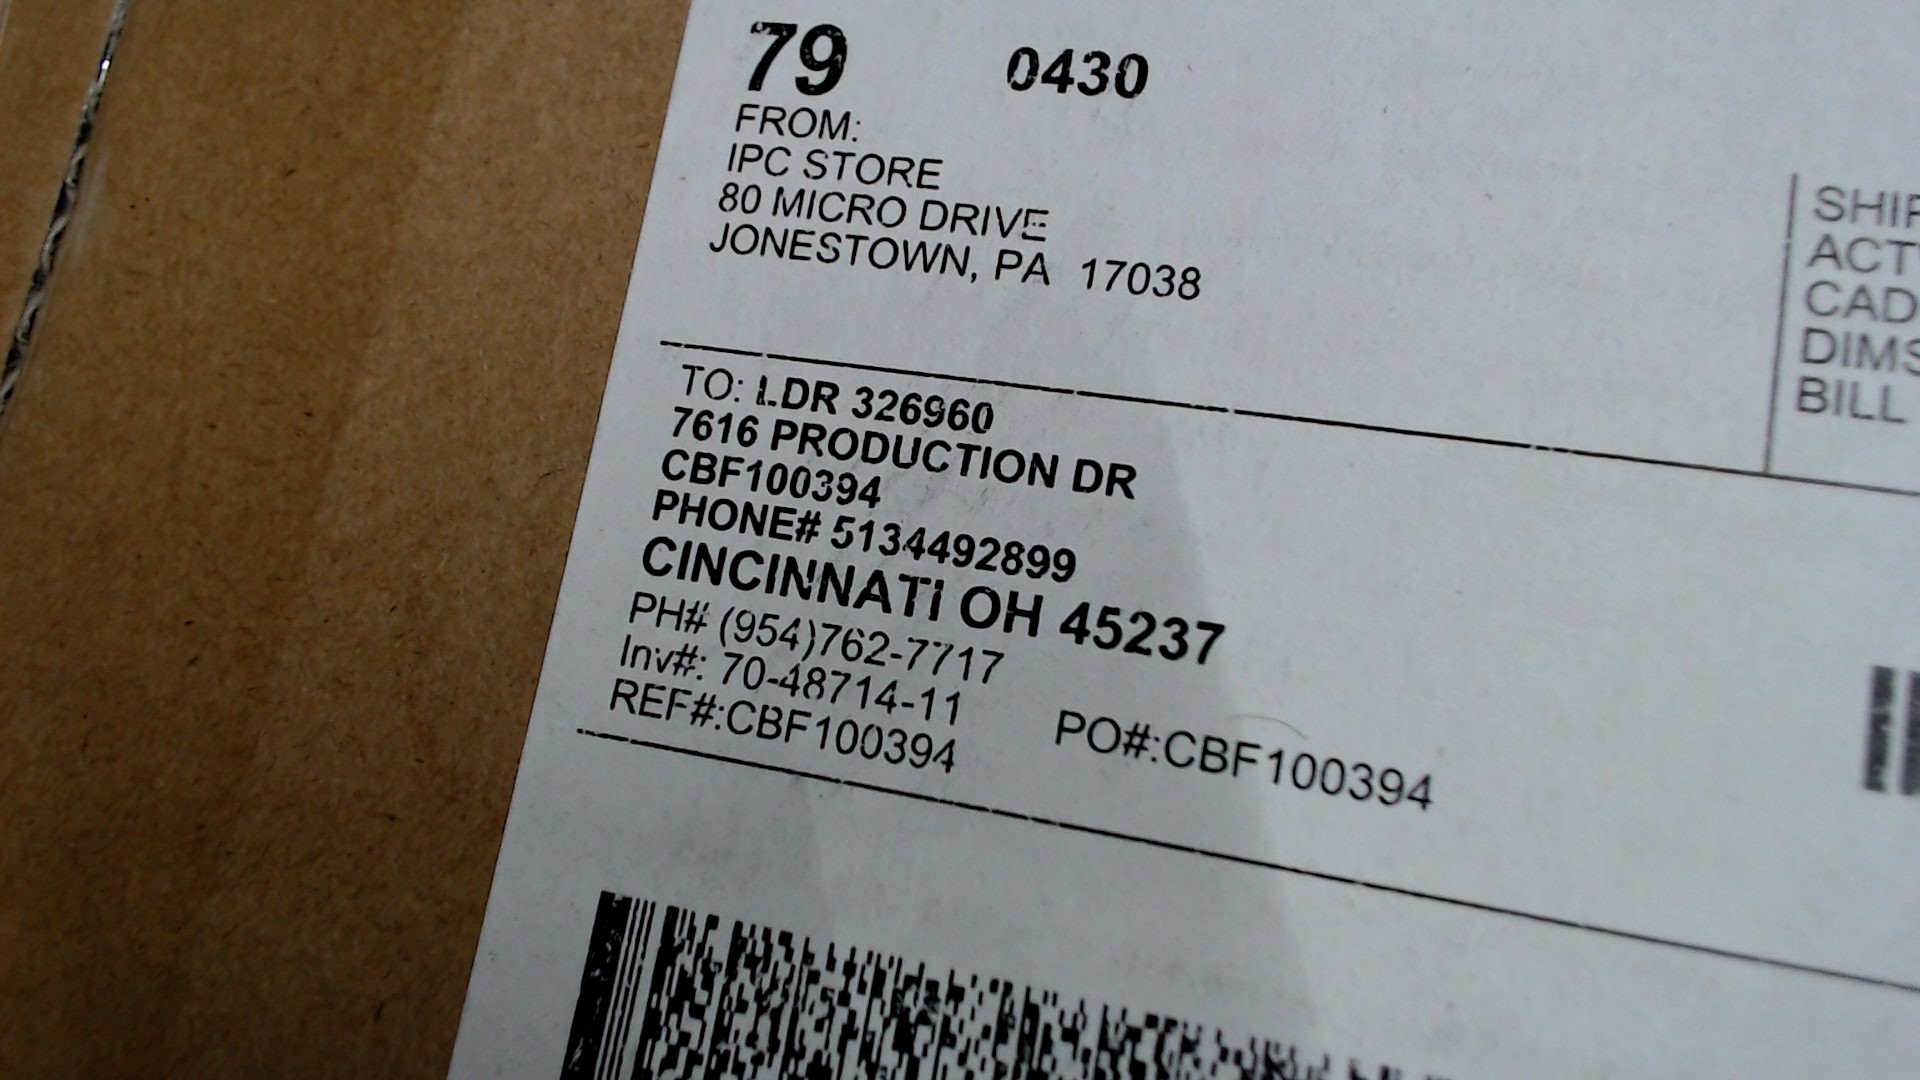 79 0430
FROM:
IPC STORE
80 MICRO DRIVE
JONESTOWN, PA 17038
SHIP
ACT
CAD
DIMS
BILL
TO: LDR 326960
7616 PRODUCTION DR
CBF100394
PHONE# 5134492899
CINCINNATI OH 45237
PH# (954)762-7717
Inv#: 70-48714-11
REF#:CBF100394 PO#:CBF100394